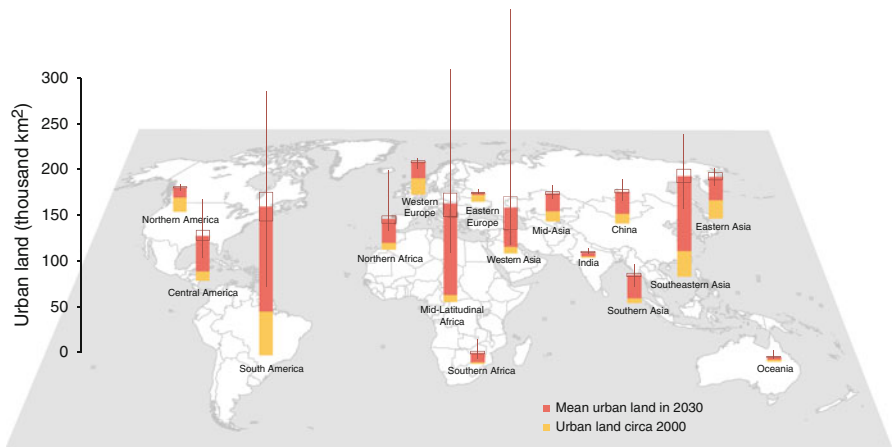 Urban land (thousand km²)
300
250
200
150
100
50
0
Northern America
Central America
South America
Western
Europe
Eastern
Europe
Northern Africa
Mid-Latitudinal
Africa
Southern Africa
Western Asia
Mid-Asia
India
China
Southern Asia
Southeastern Asia
Eastern Asia
Oceania
Mean urban land in 2030
Urban land circa 2000